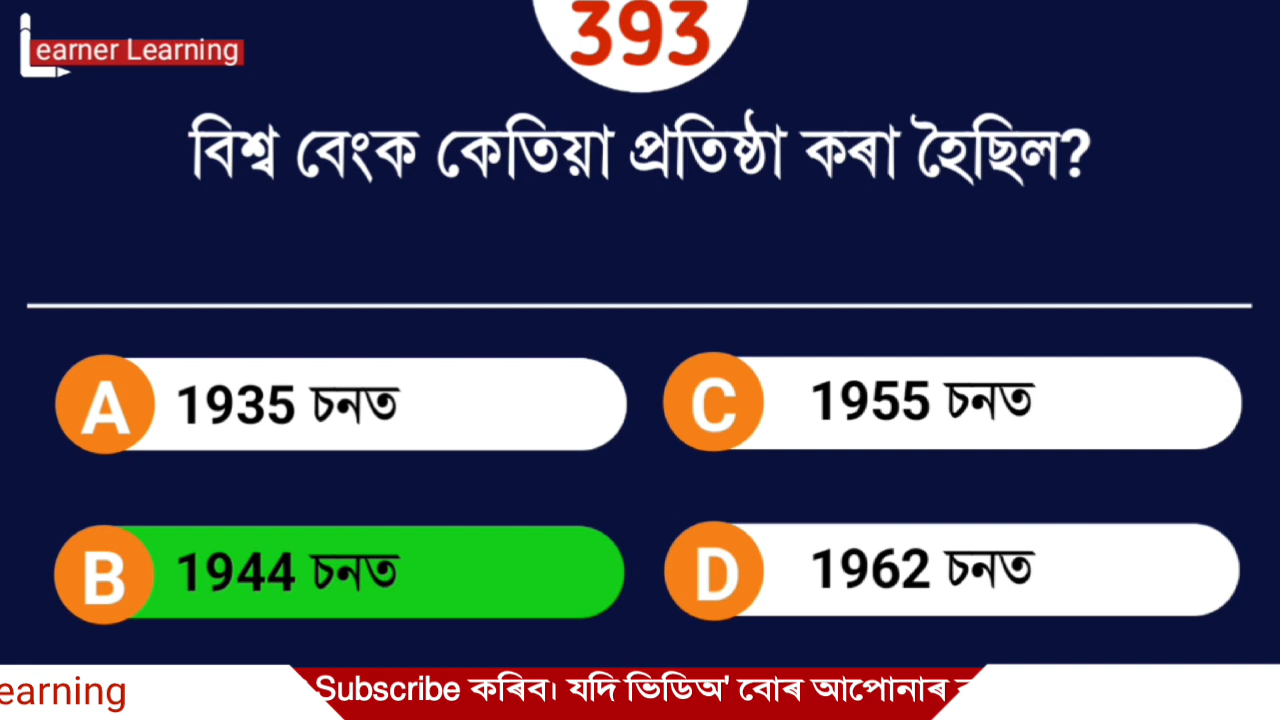 393
Learner Learning
বিশ্ব বেংক কেতিয়া প্ৰতিষ্ঠা কৰা হৈছিল?
A 1935 চনত
C 1955 চনত
B 1944 চনত
D 1962 চনত
earning
Subscribe কৰিব। যদি ভিডিঅ' বোৰ আপোনাৰ